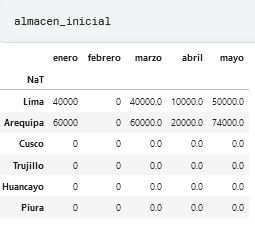 almacen_inicial
enero febrero marzo abril mayo
NaT
Lima 40000 0 40000.0 10000.0 50000.0
Arequipa 60000 0 60000.0 20000.0 74000.0
Cusco 0 0 0.0 0.0 0.0
Trujillo 0 0 0.0 0.0 0.0
Huancayo 0 0 0.0 0.0 0.0
Piura 0 0 0.0 0.0 0.0